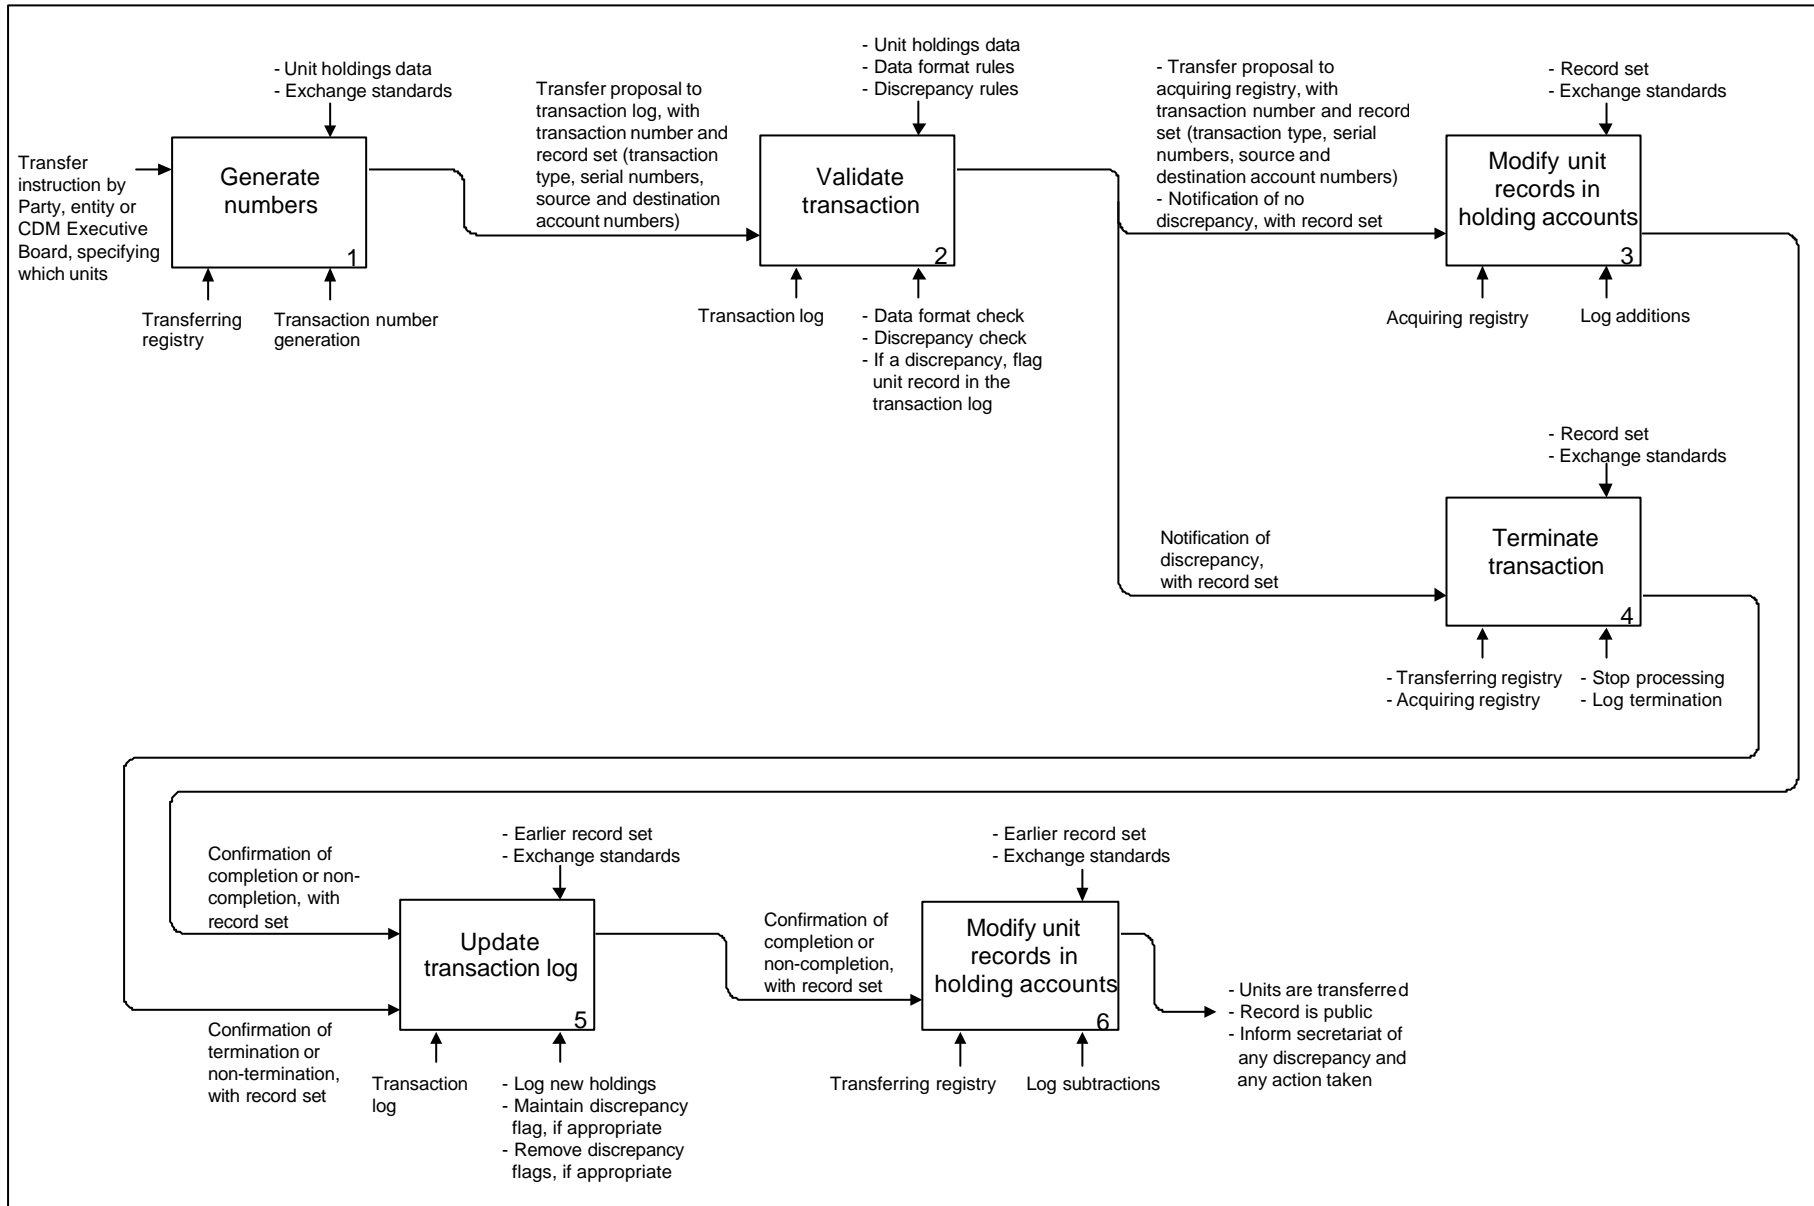 - Unit holdings data
- Exchange standards
Transfer
instruction by
Party, entity or
CDM Executive
Board, specifying
which units
Generate
numbers
1
Transferring
registry
Transaction number
generation
Transfer proposal to
transaction log, with
transaction number and
record set (transaction
type, serial numbers,
source and destination
account numbers)
- Unit holdings data
- Data format rules
- Discrepancy rules
Validate
transaction
2
Transaction log
- Data format check
- Discrepancy check
- If a discrepancy, flag
unit record in the
transaction log
- Transfer proposal to
acquiring registry, with
transaction number and record
set (transaction type, serial
numbers, source and
destination account numbers)
- Notification of no
discrepancy, with record set
- Record set
- Exchange standards
Modify unit
records in
holding accounts
3
Acquiring registry
Log additions
Notification of
discrepancy,
with record set
- Record set
- Exchange standards
Terminate
transaction
4
- Transferring registry
- Acquiring registry
- Stop processing
- Log termination
Confirmation of
completion or non-
completion, with
record set
Confirmation of
termination or
non-termination,
with record set
- Earlier record set
- Exchange standards
Update
transaction log
5
Transaction
log
- Log new holdings
- Maintain discrepancy
flag, if appropriate
- Remove discrepancy
flags, if appropriate
Confirmation of
completion or
non-completion,
with record set
- Earlier record set
- Exchange standards
Modify unit
records in
holding accounts
6
Transferring registry
Log subtractions
- Units are transferred
- Record is public
- Inform secretariat of
any discrepancy and
any action taken